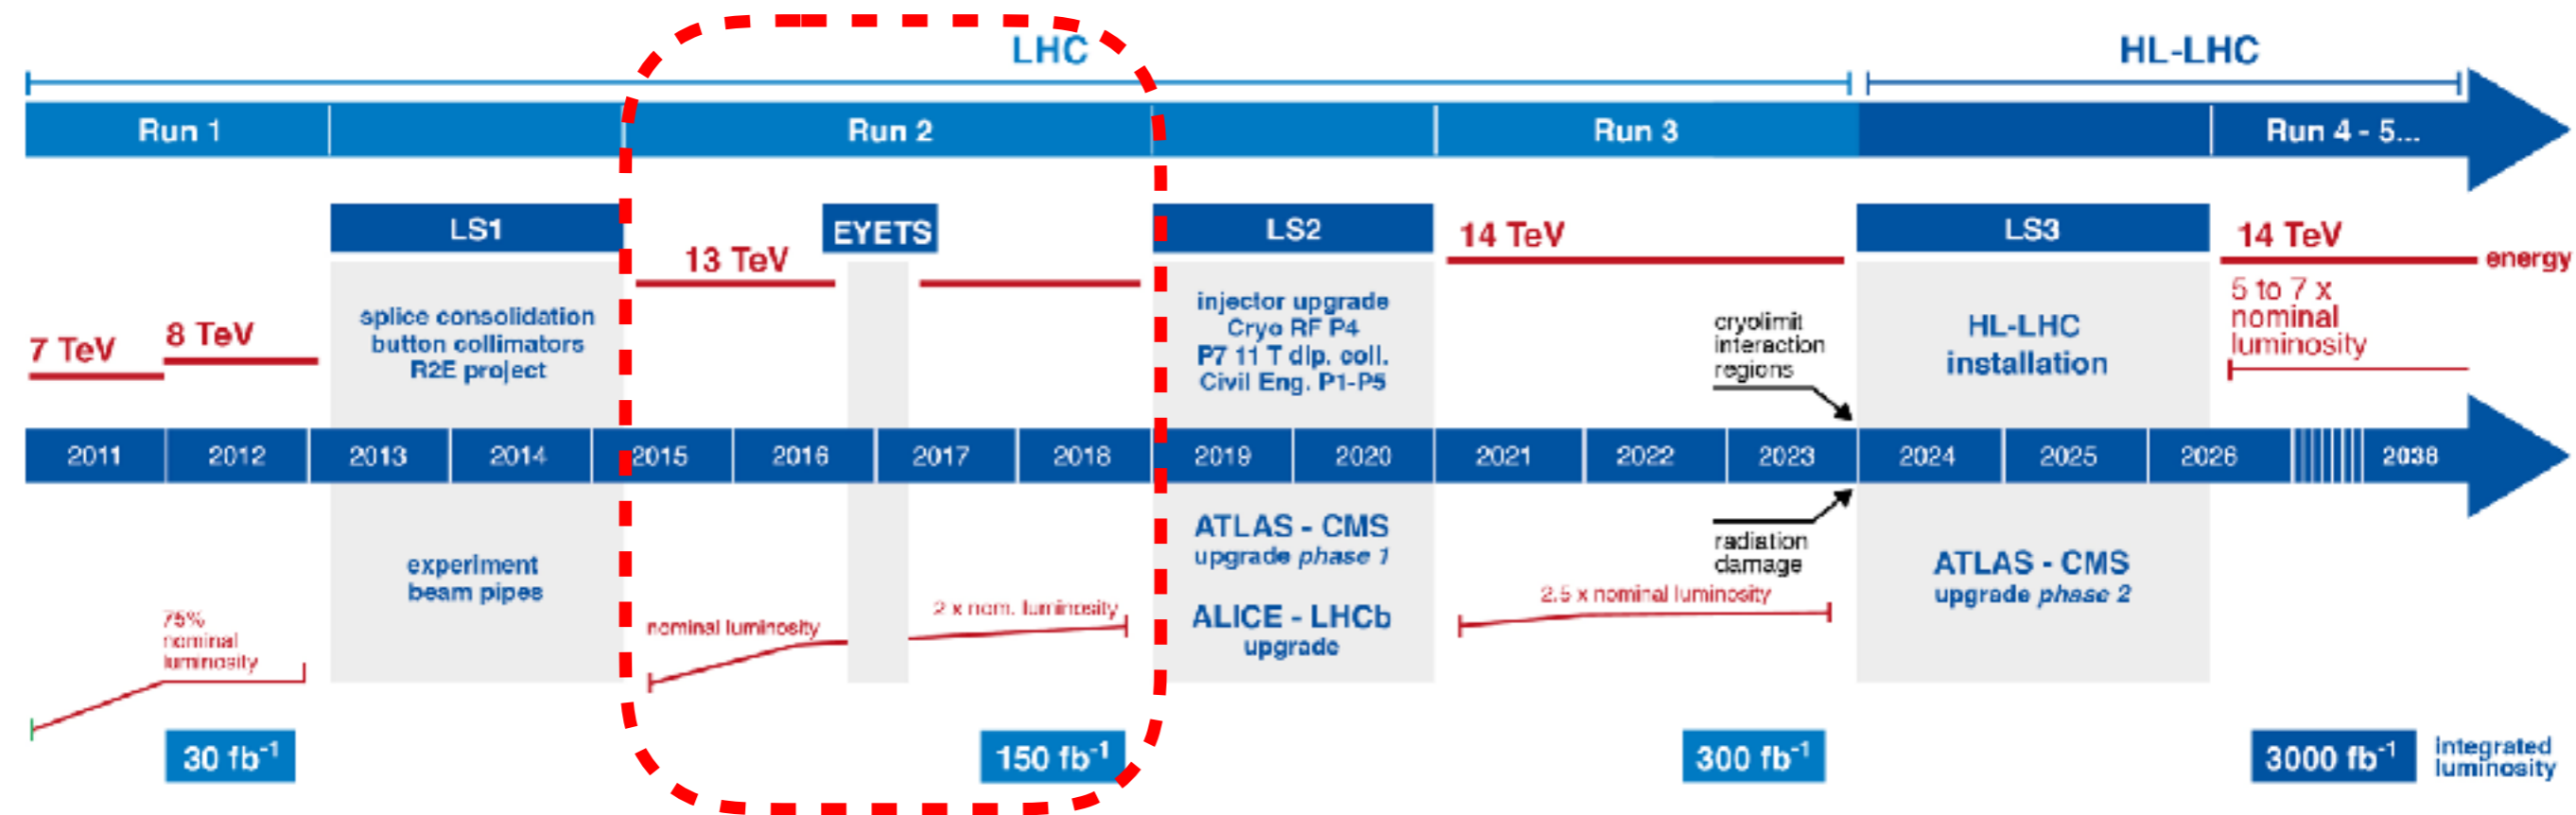 LHC
HL-LHC
Run 1
Run 2
Run 3
Run 4 - 5...
LS1
EYETS
LS2
LS3
7 TeV
8 TeV
13 TeV
14 TeV
14 TeV
energy
splice consolidation
button collimators
R2E project
injector upgrade
Cryo RF P4
P7 11 T dip. coll.
Civil Eng. P1-P5
cryolimit
interaction
regions
HL-LHC
installation
5 to 7 x
nominal
luminosity
2011
2012
2013
2014
2015
2016
2017
2018
2019
2020
2021
2022
2023
2024
2025
2026
2038
75%
nominal
luminosity
experiment
beam pipes
nominal luminosity
2 x nom. luminosity
ATLAS - CMS
upgrade phase 1
ALICE - LHCb
upgrade
radiation
damage
2.5 x nominal luminosity
ATLAS - CMS
upgrade phase 2
30 fb⁻¹
150 fb⁻¹
300 fb⁻¹
3000 fb⁻¹
integrated
luminosity